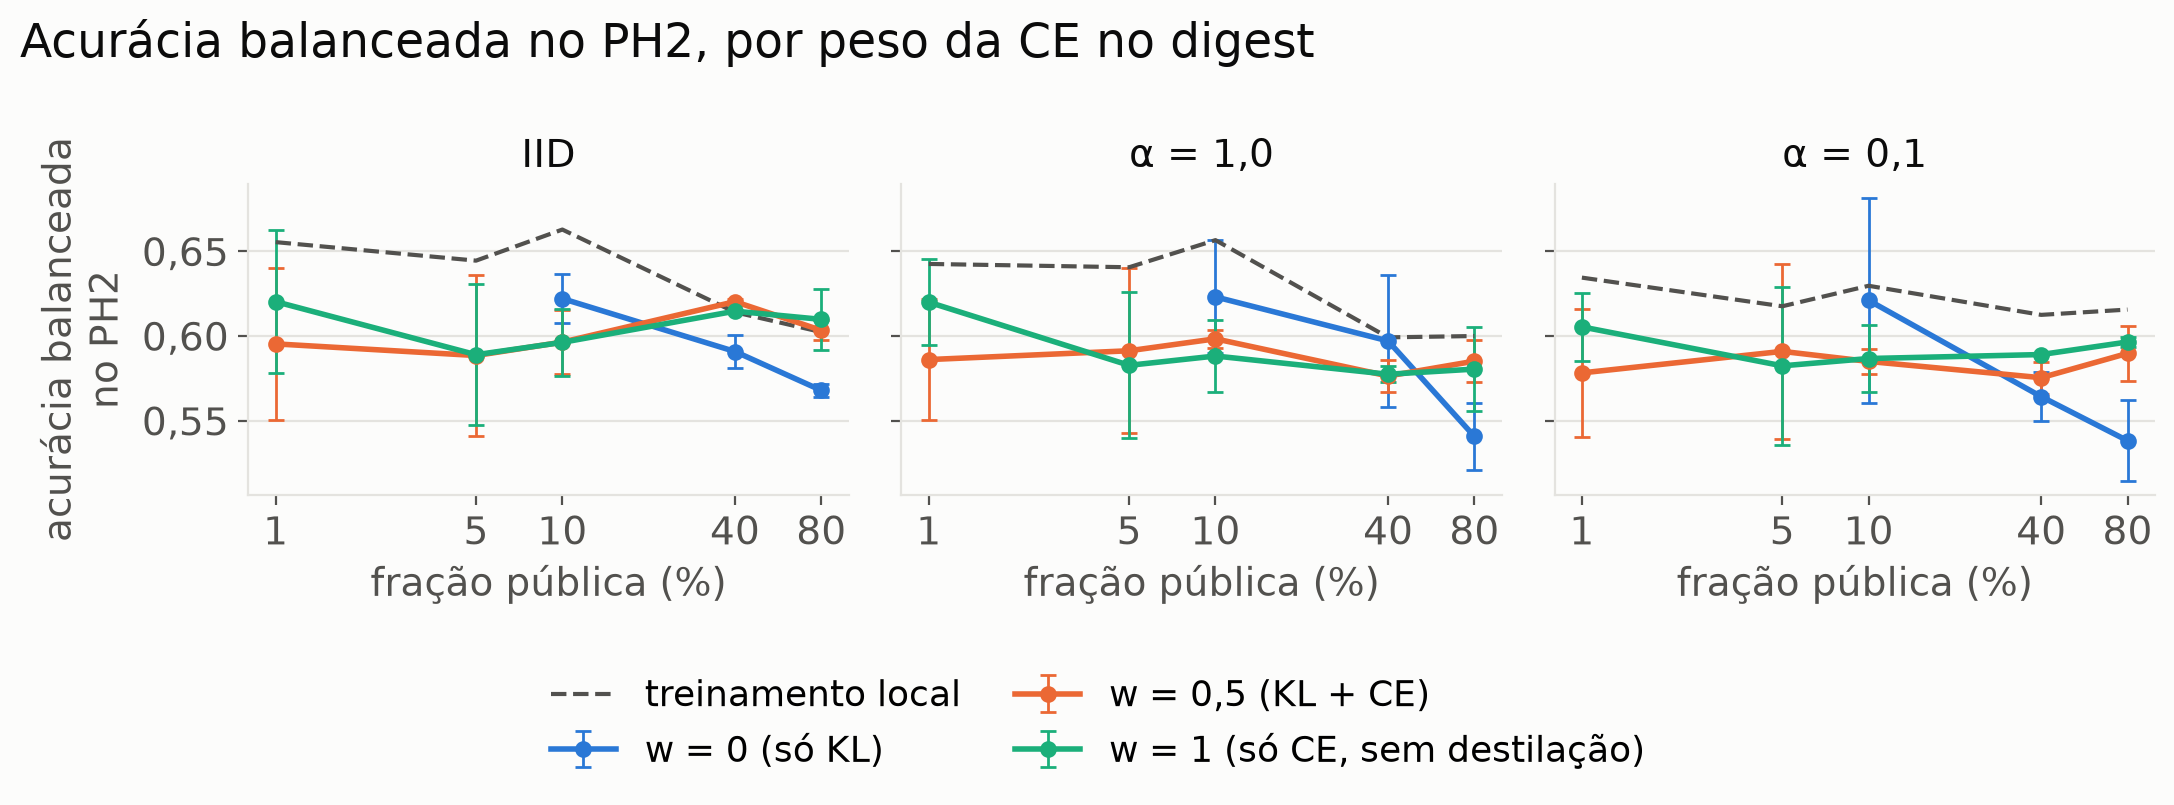 Acurácia balanceada no PH2, por peso da CE no digest
IID
α = 1,0
α = 0,1
acurácia balanceada
no PH2
0,65
0,60
0,55
1 5 10 40 80
1 5 10 40 80
1 5 10 40 80
fração pública (%)
fração pública (%)
fração pública (%)
treinamento local
w = 0 (só KL)
w = 0,5 (KL + CE)
w = 1 (só CE, sem destilação)